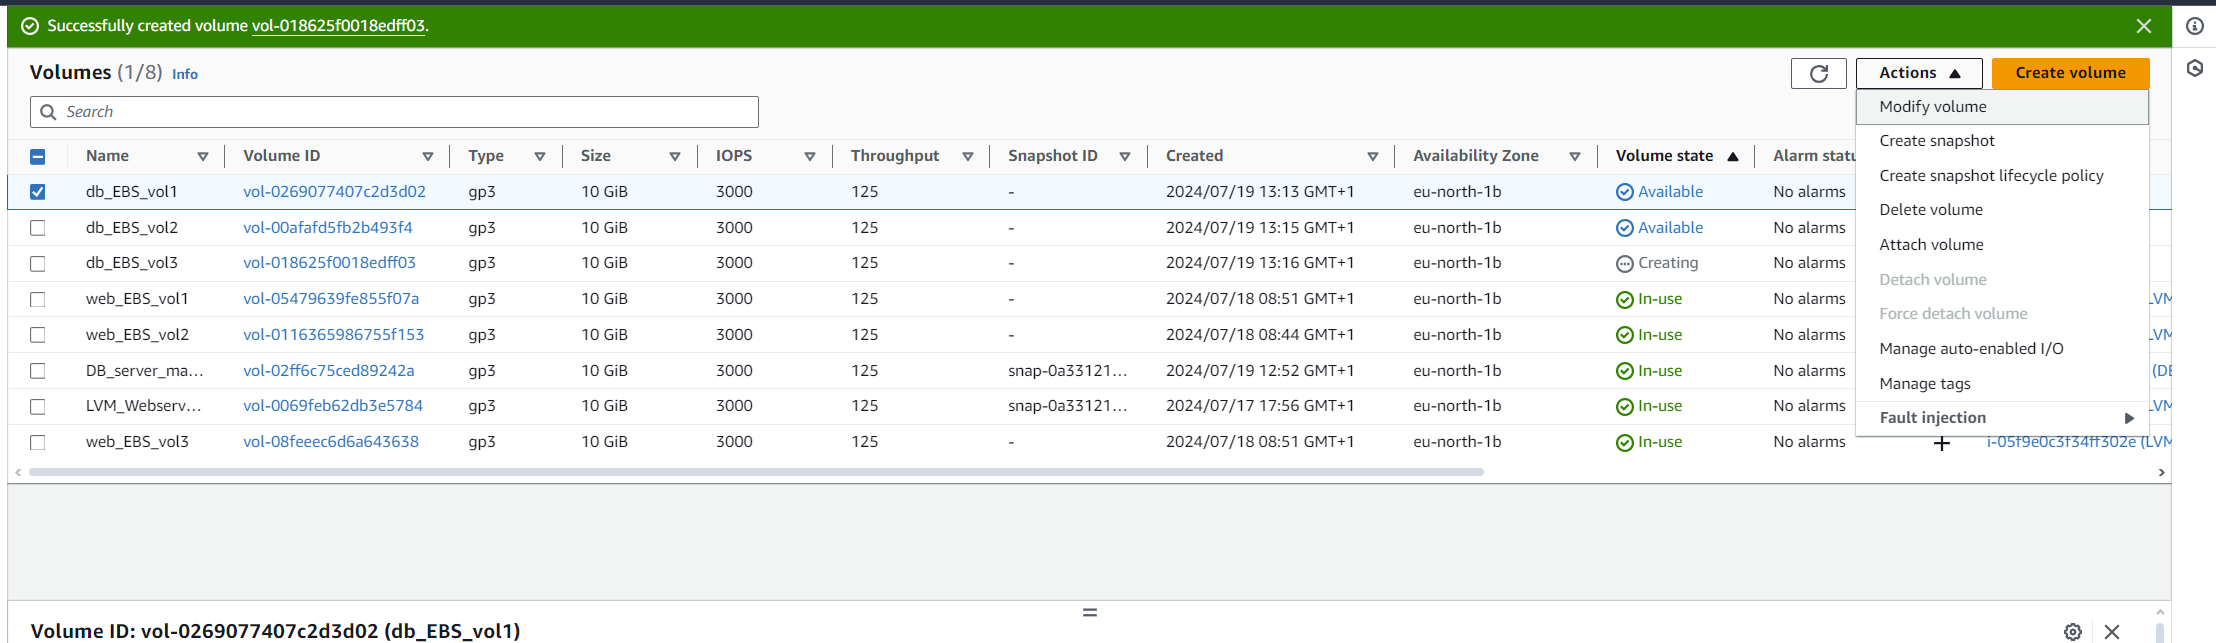 Successfully created volume vol-018625f0018edff03.
Volumes (1/8) Info
Actions
Create volume
Search
Modify volume
Create snapshot
Create snapshot lifecycle policy
Delete volume
Attach volume
Detach volume
Force detach volume
Manage auto-enabled I/O
Manage tags
Fault injection
Name Volume ID Type Size IOPS Throughput Snapshot ID Created Availability Zone Volume state Alarm statu
db_EBS_vol1 vol-0269077407c2d3d02 gp3 10 GiB 3000 125 - 2024/07/19 13:13 GMT+1 eu-north-1b Available No alarms
db_EBS_vol2 vol-00afafd5fb2b493f4 gp3 10 GiB 3000 125 - 2024/07/19 13:15 GMT+1 eu-north-1b Available No alarms
db_EBS_vol3 vol-018625f0018edff03 gp3 10 GiB 3000 125 - 2024/07/19 13:16 GMT+1 eu-north-1b Creating No alarms
web_EBS_vol1 vol-05479639fe855f07a gp3 10 GiB 3000 125 - 2024/07/18 08:51 GMT+1 eu-north-1b In-use No alarms LVM
web_EBS_vol2 vol-0116365986755f153 gp3 10 GiB 3000 125 - 2024/07/18 08:44 GMT+1 eu-north-1b In-use No alarms LVM
DB_server_ma... vol-02ff6c75ced89242a gp3 10 GiB 3000 125 snap-0a33121... 2024/07/19 12:52 GMT+1 eu-north-1b In-use No alarms (DB
LVM_Webserv... vol-0069feb62db3e5784 gp3 10 GiB 3000 125 snap-0a33121... 2024/07/17 17:56 GMT+1 eu-north-1b In-use No alarms LVM
web_EBS_vol3 vol-08feeec6d6a643638 gp3 10 GiB 3000 125 - 2024/07/18 08:51 GMT+1 eu-north-1b In-use No alarms i-05f9e0c3f34ff302e (LVM
Volume ID: vol-0269077407c2d3d02 (db_EBS_vol1)